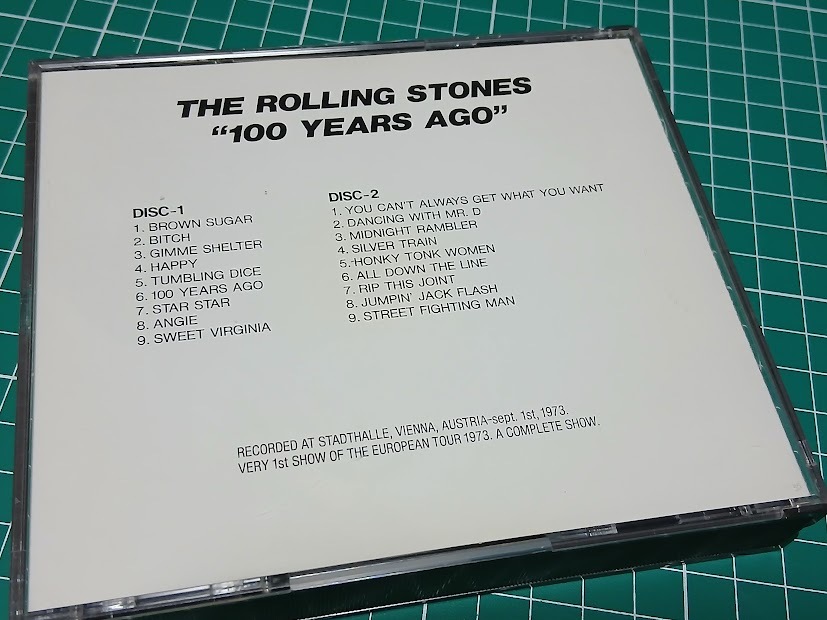 THE ROLLING STONES
"100 YEARS AGO"
DISC-1
1. BROWN SUGAR
2. BITCH
3. GIMME SHELTER
4. HAPPY
5. TUMBLING DICE
6. 100 YEARS AGO
7. STAR STAR
8. ANGIE
9. SWEET VIRGINIA
DISC-2
1. YOU CAN'T ALWAYS GET WHAT YOU WANT
2. DANCING WITH MR. D
3. MIDNIGHT RAMBLER
4. SILVER TRAIN
5. HONKY TONK WOMEN
6. ALL DOWN THE LINE
7. RIP THIS JOINT
8. JUMPIN' JACK FLASH
9. STREET FIGHTING MAN
RECORDED AT STADTHALLE, VIENNA, AUSTRIA-sept. 1st, 1973.
VERY 1st SHOW OF THE EUROPEAN TOUR 1973. A COMPLETE SHOW.